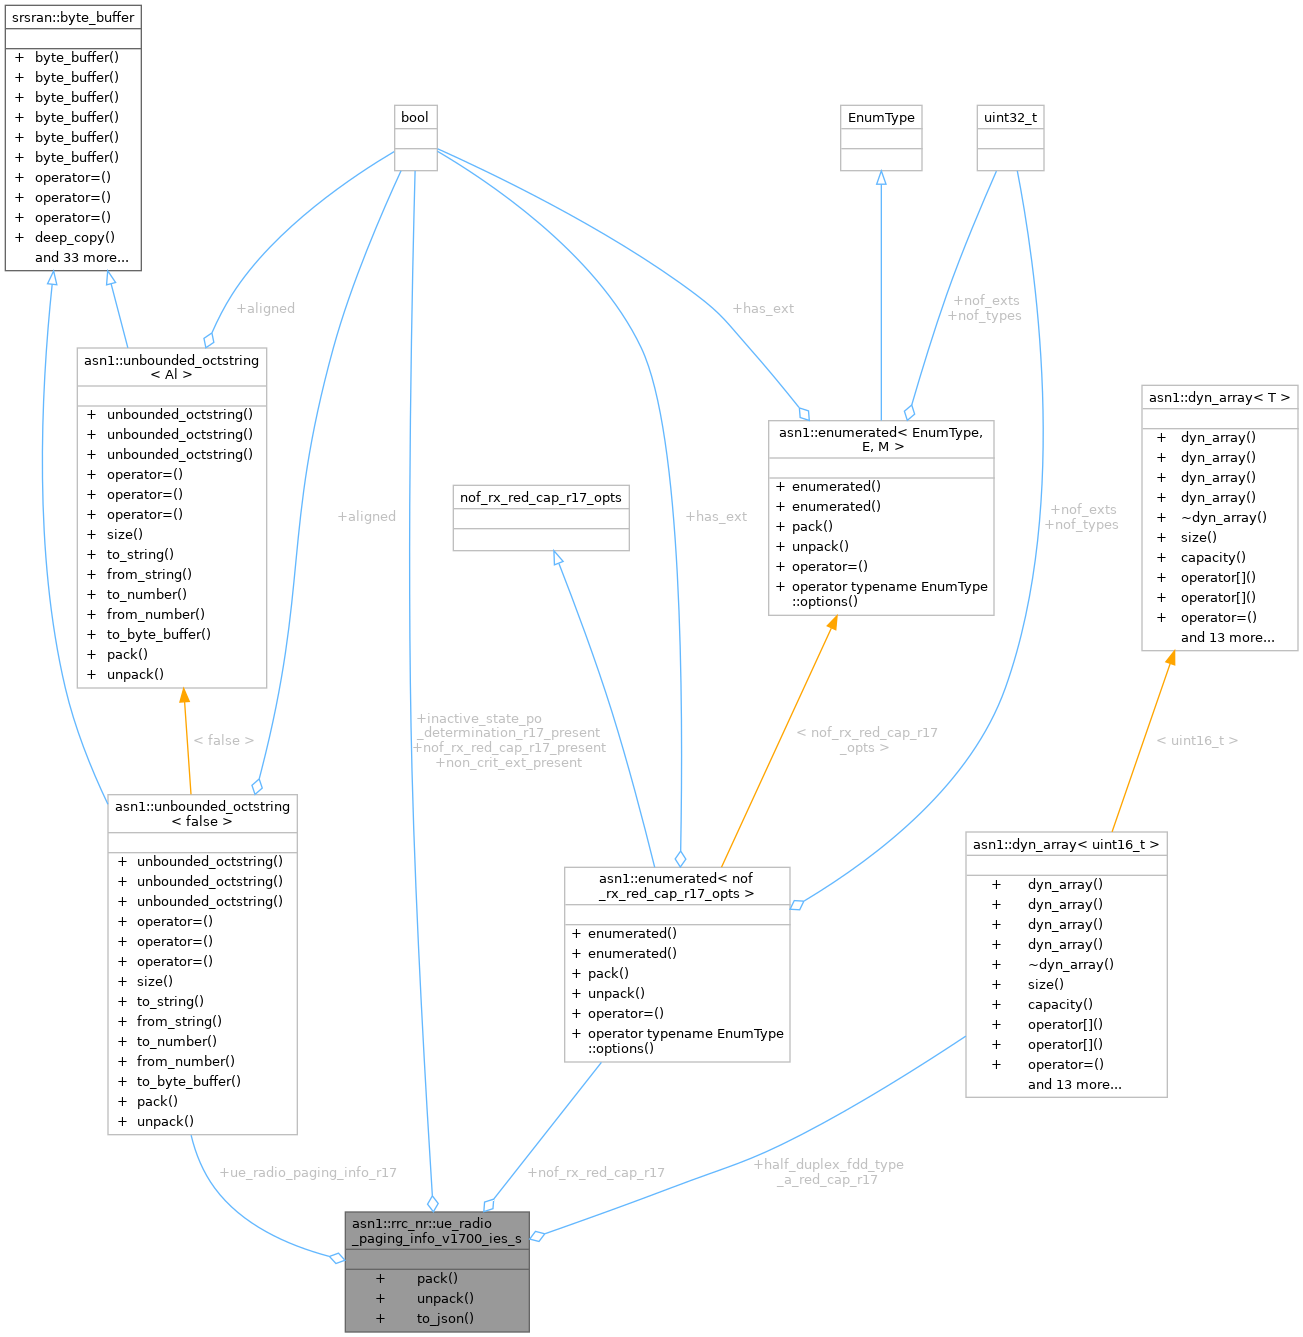 srsran::byte_buffer
+ byte_buffer()
+ byte_buffer()
+ byte_buffer()
+ byte_buffer()
+ byte_buffer()
+ byte_buffer()
+ operator=()
+ operator=()
+ operator=()
+ deep_copy()
and 33 more...
bool
EnumType
uint32_t
+aligned
+has_ext
+nof_exts
+nof_types
asn1::unbounded_octstring
< Al >
+ unbounded_octstring()
+ unbounded_octstring()
+ unbounded_octstring()
+ operator=()
+ operator=()
+ operator=()
+ size()
+ to_string()
+ from_string()
+ to_number()
+ from_number()
+ to_byte_buffer()
+ pack()
+ unpack()
asn1::enumerated< EnumType,
E, M >
+ enumerated()
+ enumerated()
+ pack()
+ unpack()
+ operator=()
+ operator typename EnumType
::options()
asn1::dyn_array< T >
+ dyn_array()
+ dyn_array()
+ dyn_array()
+ dyn_array()
+ ~dyn_array()
+ size()
+ capacity()
+ operator[]()
+ operator[]()
+ operator=()
and 13 more...
nof_rx_red_cap_r17_opts
+aligned
+has_ext
+nof_exts
+nof_types
+inactive_state_po
_determination_r17_present
+nof_rx_red_cap_r17_present
+non_crit_ext_present
< false >
< nof_rx_red_cap_r17
_opts >
< uint16_t >
asn1::unbounded_octstring
< false >
+ unbounded_octstring()
+ unbounded_octstring()
+ unbounded_octstring()
+ operator=()
+ operator=()
+ operator=()
+ size()
+ to_string()
+ from_string()
+ to_number()
+ from_number()
+ to_byte_buffer()
+ pack()
+ unpack()
asn1::enumerated< nof
_rx_red_cap_r17_opts >
+ enumerated()
+ enumerated()
+ pack()
+ unpack()
+ operator=()
+ operator typename EnumType
::options()
asn1::dyn_array< uint16_t >
+ dyn_array()
+ dyn_array()
+ dyn_array()
+ dyn_array()
+ ~dyn_array()
+ size()
+ capacity()
+ operator[]()
+ operator[]()
+ operator=()
and 13 more...
+ue_radio_paging_info_r17
+nof_rx_red_cap_r17
+half_duplex_fdd_type
_a_red_cap_r17
asn1::rrc_nr::ue_radio
_paging_info_v1700_ies_s
+ pack()
+ unpack()
+ to_json()